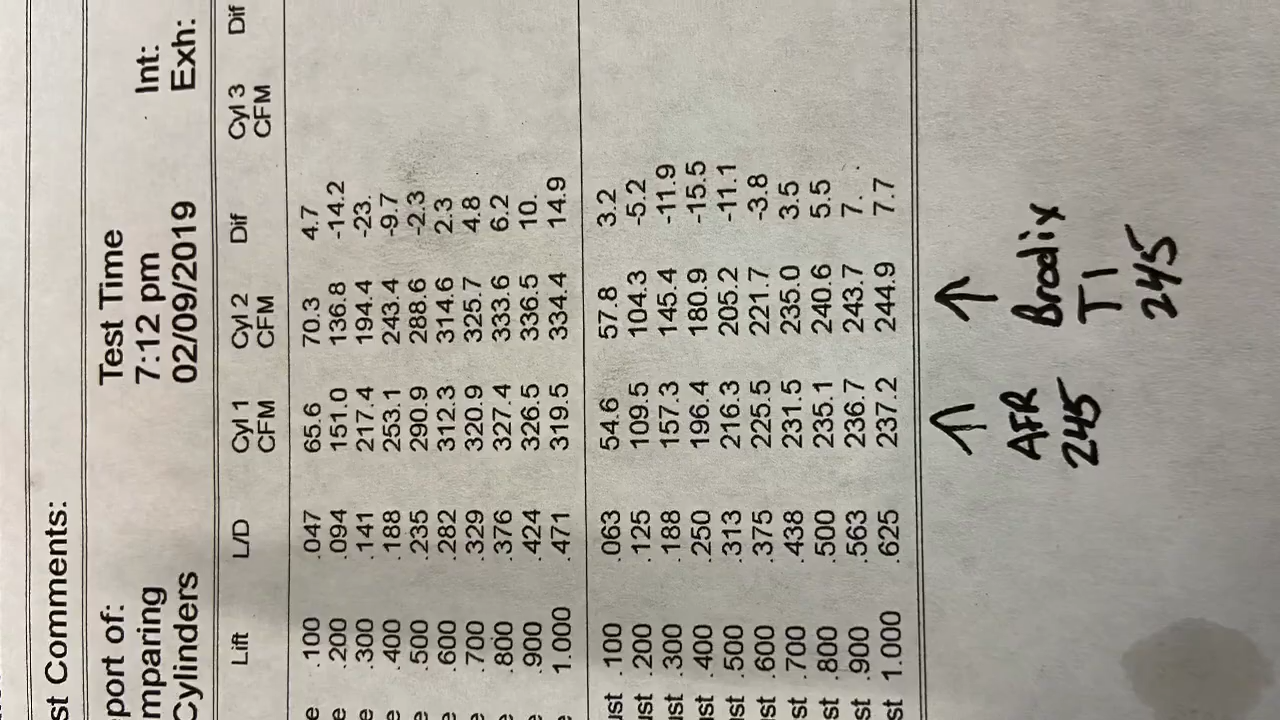 st Comments:
port of:
mparing
Cylinders
Test Time
7:12 pm
02/09/2019
Int:
Exh:
Lift L/D Cyl 1 CFM Cyl 2 CFM Dif Cyl 3 CFM Dif
e .100 .047 65.6 70.3 4.7
e .200 .094 151.0 136.8 -14.2
e .300 .141 217.4 194.4 -23.
e .400 .188 253.1 243.4 -9.7
e .500 .235 290.9 288.6 -2.3
e .600 .282 312.3 314.6 2.3
e .700 .329 320.9 325.7 4.8
e .800 .376 327.4 333.6 6.2
e .900 .424 326.5 336.5 10.
e 1.000 .471 319.5 334.4 14.9
ust .100 .063 54.6 57.8 3.2
ust .200 .125 109.5 104.3 -5.2
ust .300 .188 157.3 145.4 -11.9
ust .400 .250 196.4 180.9 -15.5
ust .500 .313 216.3 205.2 -11.1
ust .600 .375 225.5 221.7 -3.8
st .700 .438 231.5 235.0 3.5
st .800 .500 235.1 240.6 5.5
st .900 .563 236.7 243.7 7.
st 1.000 .625 237.2 244.9 7.7
AFR
245
Brodix
T1
245